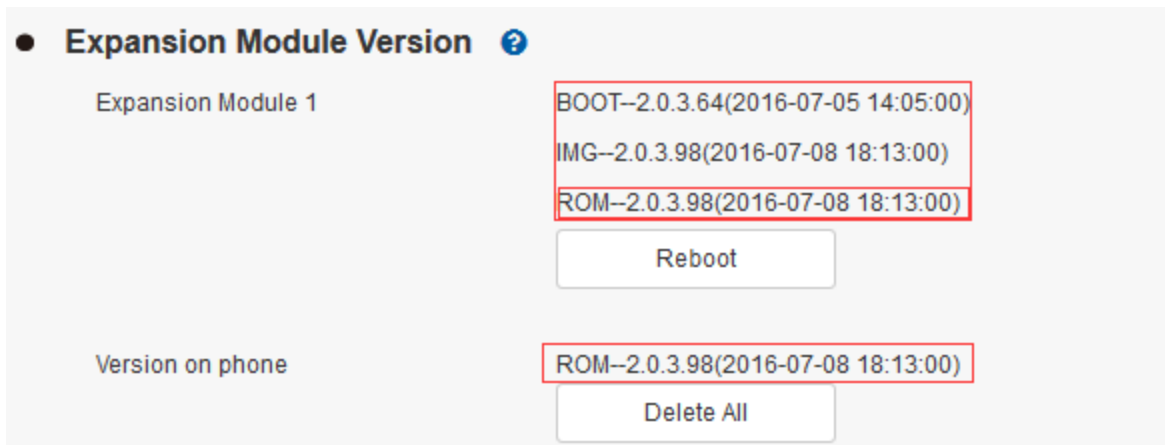 Expansion Module Version ?
Expansion Module 1
BOOT--2.0.3.64(2016-07-05 14:05:00)
IMG--2.0.3.98(2016-07-08 18:13:00)
ROM--2.0.3.98(2016-07-08 18:13:00)
Reboot
Version on phone
ROM--2.0.3.98(2016-07-08 18:13:00)
Delete All